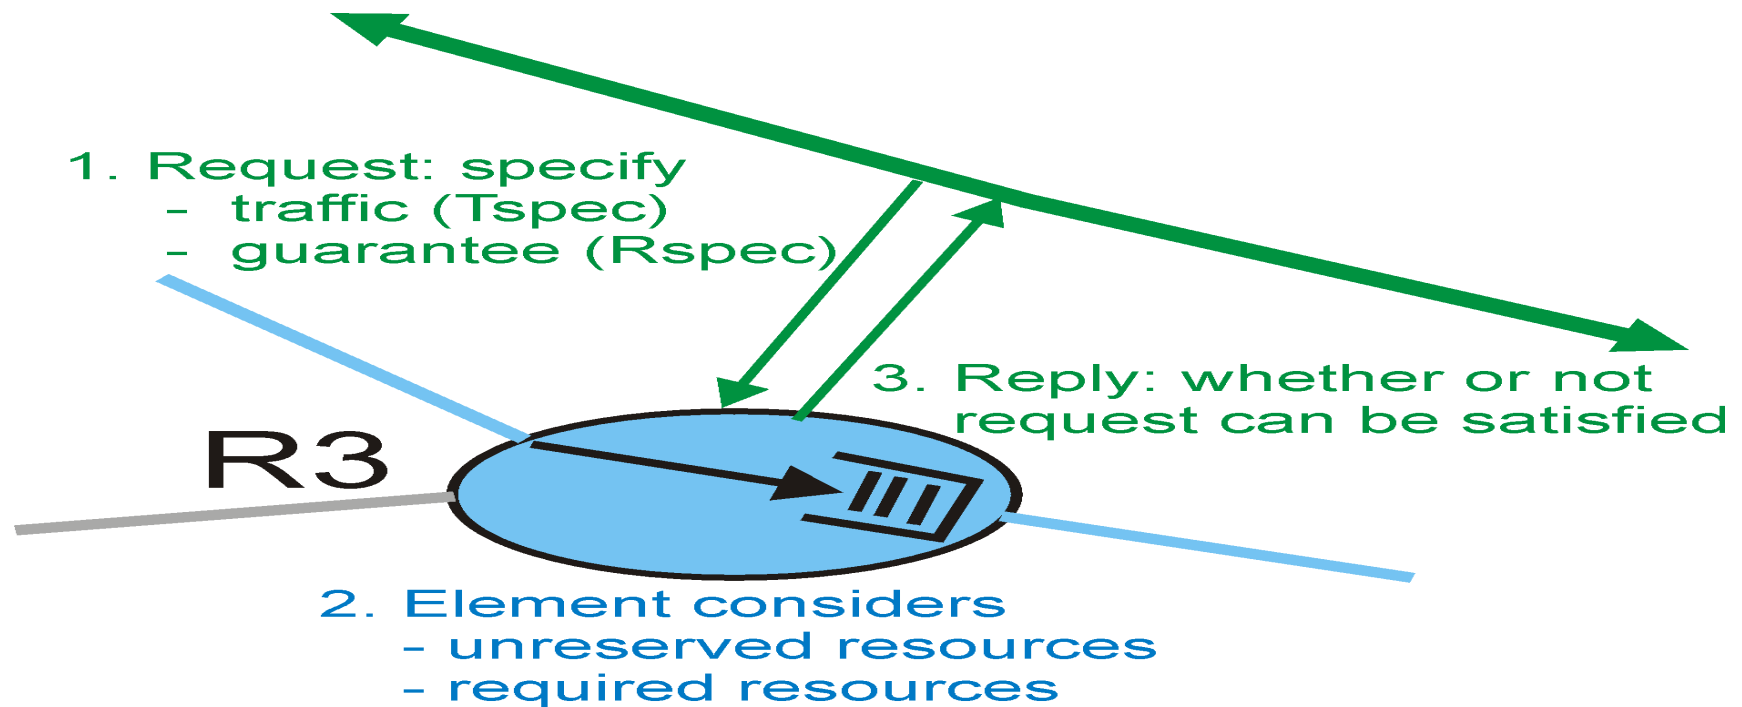 1. Request: specify
- traffic (Tspec)
- guarantee (Rspec)
3. Reply: whether or not
request can be satisfied
R3
2. Element considers
- unreserved resources
- required resources